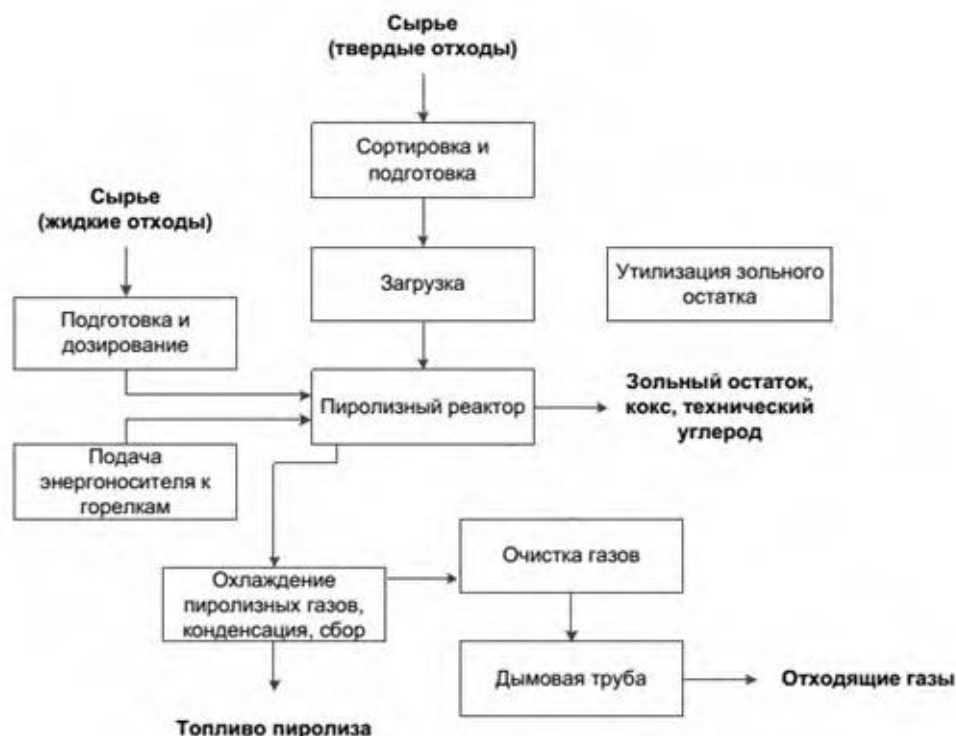 Сырье
(твердые отходы)
Сортировка и
подготовка
Сырье
(жидкие отходы)
Загрузка
Утилизация зольного
остатка
Подготовка и
дозирование
Пиролизный реактор
Зольный остаток,
кокс, технический
углерод
Подача
энергоносителя к
горелкам
Очистка газов
Охлаждение
пиролизных газов,
конденсация, сбор
Дымовая труба
Отходящие газы
Топливо пиролиза